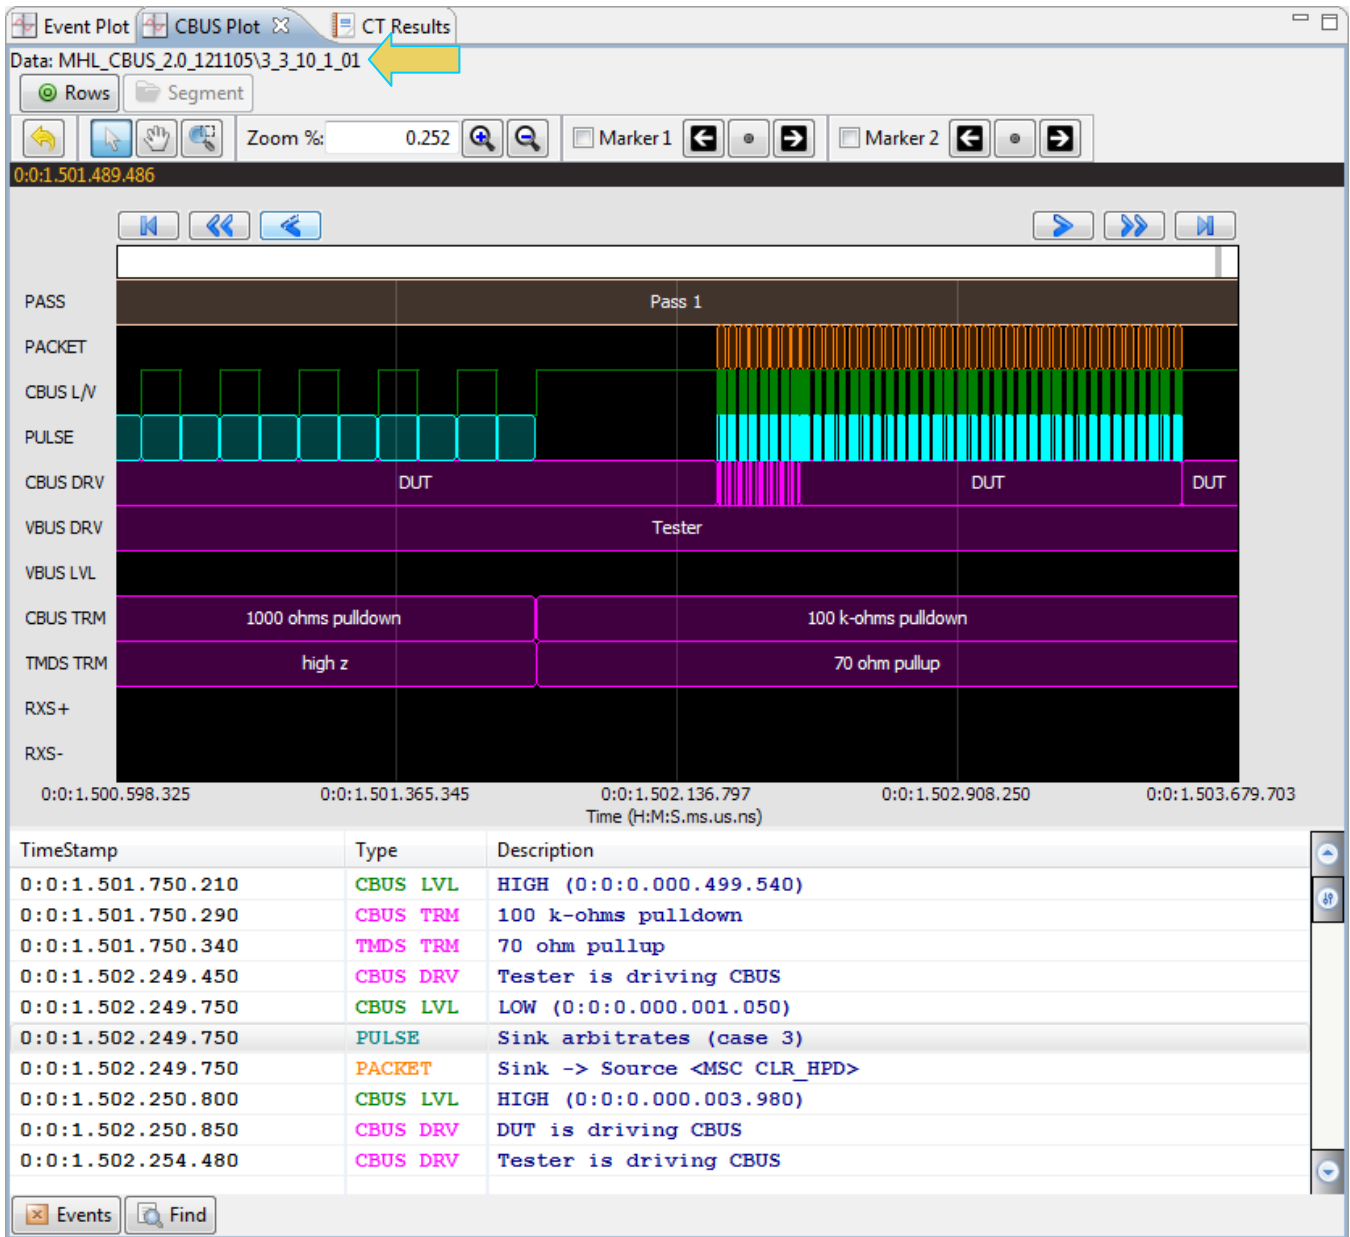 Event Plot CBUS Plot CT Results
Data: MHL_CBUS_2.0_121105\3_3_10_1_01
Rows Segment
Zoom %: 0.252 Marker 1 Marker 2
0:0:1.501.489.486
PASS Pass 1
PACKET
CBUS L/V
PULSE
CBUS DRV DUT DUT DUT
VBUS DRV Tester
VBUS LVL
CBUS TRM 1000 ohms pulldown 100 k-ohms pulldown
TMDS TRM high z 70 ohm pullup
RXS+
RXS-
0:0:1.500.598.325 0:0:1.501.365.345 0:0:1.502.136.797 0:0:1.502.908.250 0:0:1.503.679.703
Time (H:M:S.ms.us.ns)
TimeStamp Type Description
0:0:1.501.750.210 CBUS LVL HIGH (0:0:0.000.499.540)
0:0:1.501.750.290 CBUS TRM 100 k-ohms pulldown
0:0:1.501.750.340 TMDS TRM 70 ohm pullup
0:0:1.502.249.450 CBUS DRV Tester is driving CBUS
0:0:1.502.249.750 CBUS LVL LOW (0:0:0.000.001.050)
0:0:1.502.249.750 PULSE Sink arbitrates (case 3)
0:0:1.502.249.750 PACKET Sink -> Source <MSC CLR_HPD>
0:0:1.502.250.800 CBUS LVL HIGH (0:0:0.000.003.980)
0:0:1.502.250.850 CBUS DRV DUT is driving CBUS
0:0:1.502.254.480 CBUS DRV Tester is driving CBUS
Events Find